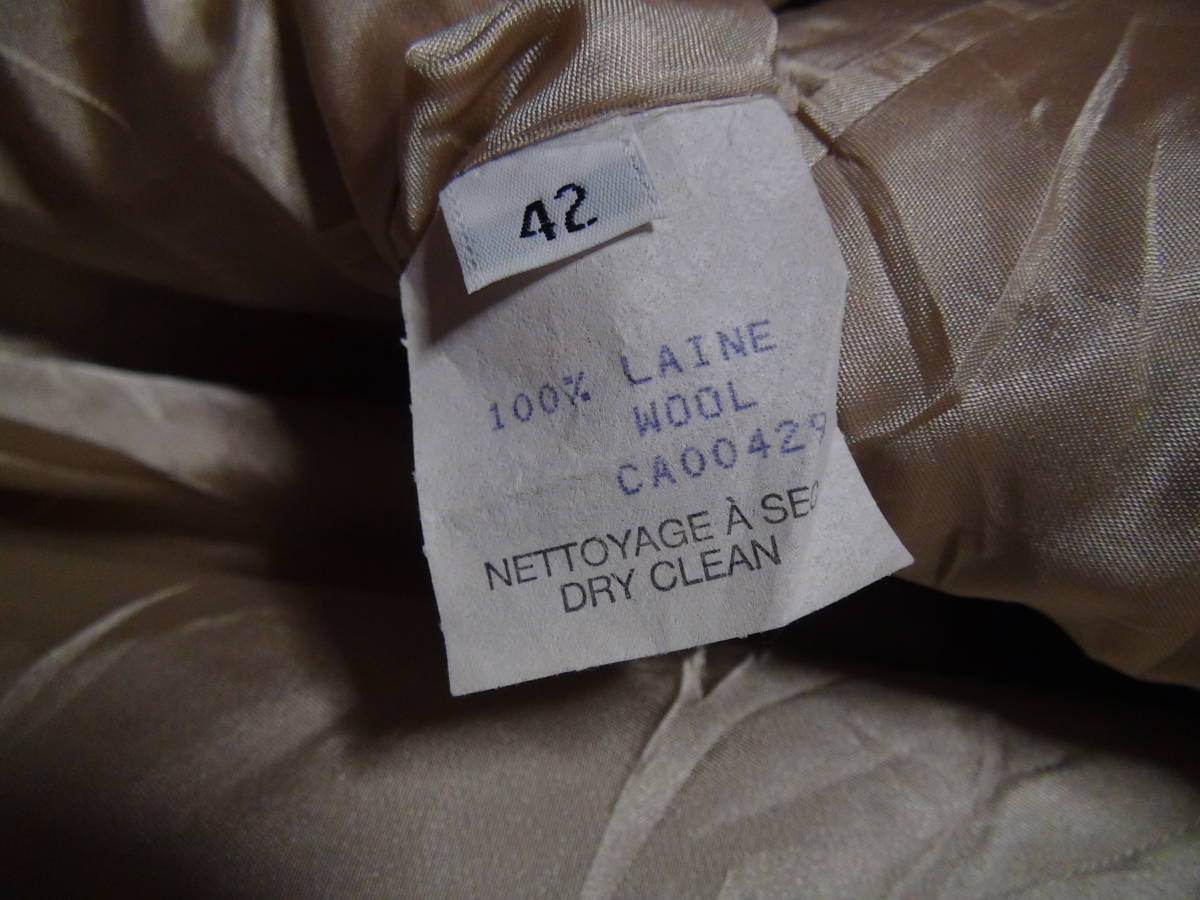 42
100% LAINE
WOOL
CA00429
NETTOYAGE À SEC
DRY CLEAN